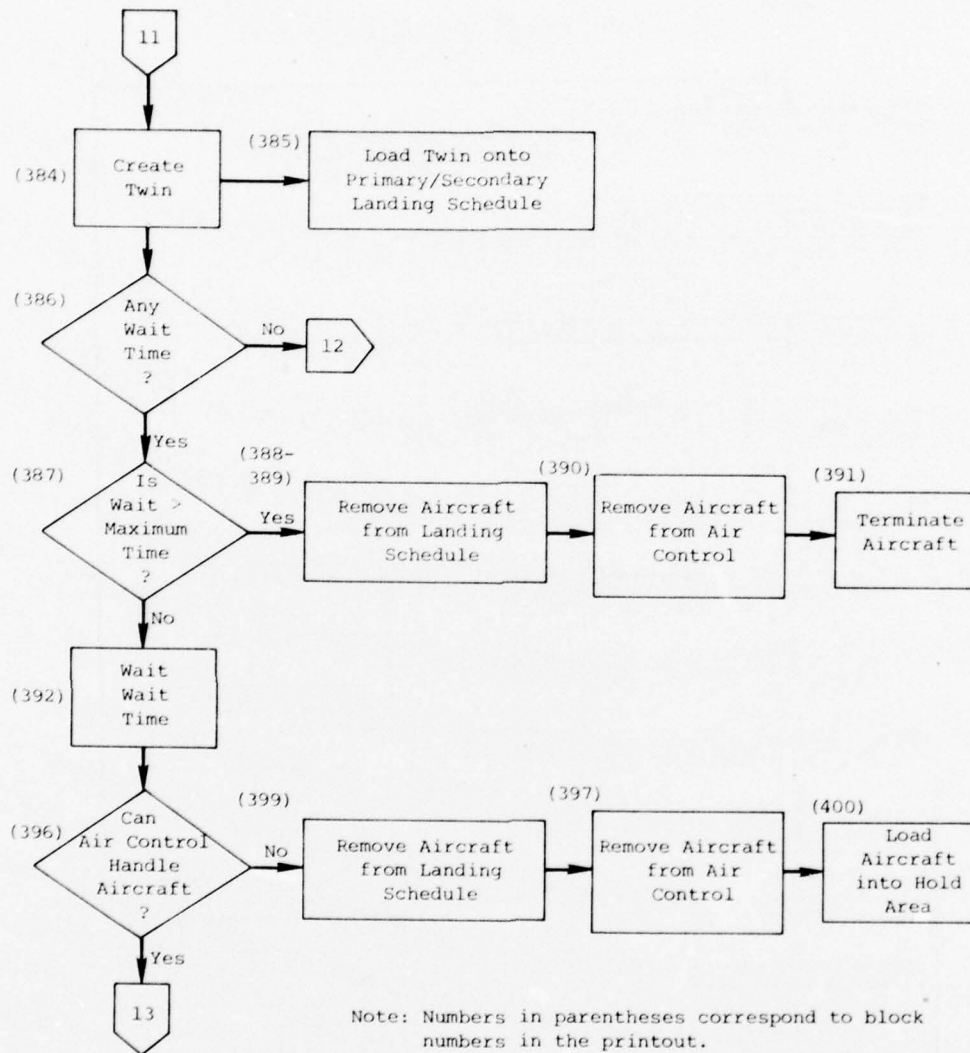 11
(384)
Create
Twin
(385)
Load Twin onto
Primary/Secondary
Landing Schedule
(386)
Any
Wait
Time
?
No
12
Yes
(387)
Is
Wait >
Maximum
Time
?
Yes
(388-
389)
Remove Aircraft
from Landing
Schedule
(390)
Remove Aircraft
from Air
Control
(391)
Terminate
Aircraft
No
(392)
Wait
Wait
Time
(396)
Can
Air Control
Handle
Aircraft
?
No
(399)
Remove Aircraft
from Landing
Schedule
(397)
Remove Aircraft
from Air
Control
(400)
Load
Aircraft
into Hold
Area
Yes
13
Note: Numbers in parentheses correspond to block
numbers in the printout.